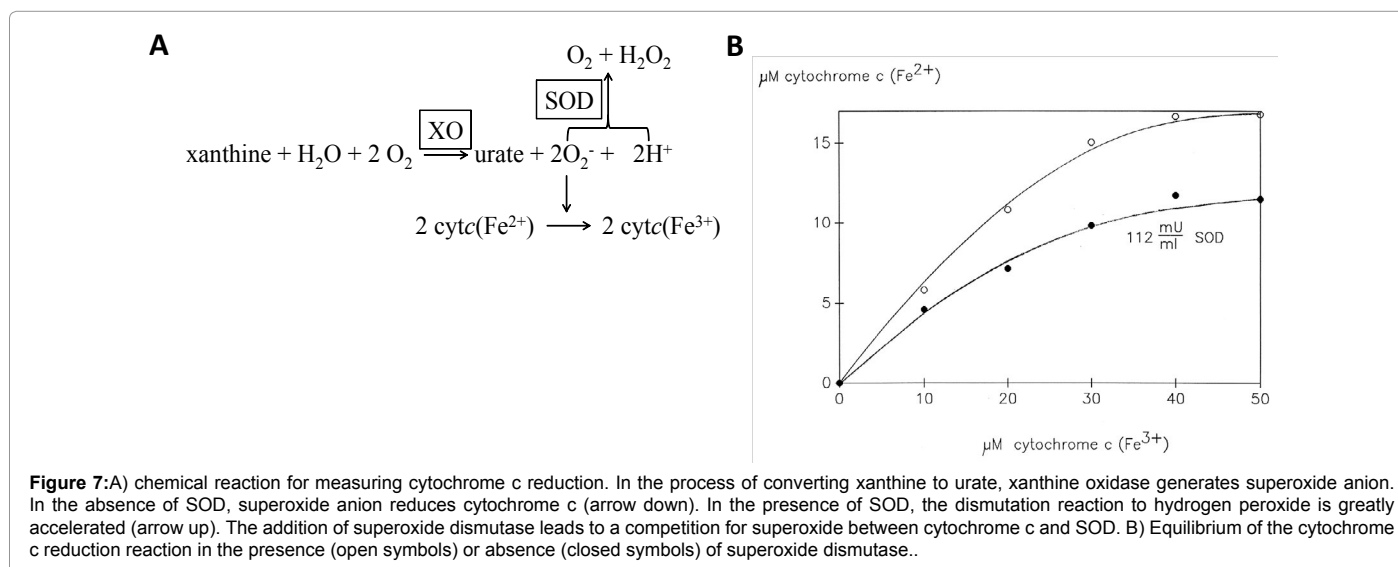 A
O₂ + H₂O₂
SOD
XO
xanthine + H₂O + 2 O₂ ⟶ urate + 2O₂⁻ + 2H⁺
2 cytc(Fe²⁺) ⟶ 2 cytc(Fe³⁺)
B
µM cytochrome c (Fe²⁺)
15
10
112 mU/ml SOD
5
0
0 10 20 30 40 50
µM cytochrome c (Fe³⁺)
Figure 7:A) chemical reaction for measuring cytochrome c reduction. In the process of converting xanthine to urate, xanthine oxidase generates superoxide anion.
In the absence of SOD, superoxide anion reduces cytochrome c (arrow down). In the presence of SOD, the dismutation reaction to hydrogen peroxide is greatly
accelerated (arrow up). The addition of superoxide dismutase leads to a competition for superoxide between cytochrome c and SOD. B) Equilibrium of the cytochrome
c reduction reaction in the presence (open symbols) or absence (closed symbols) of superoxide dismutase..